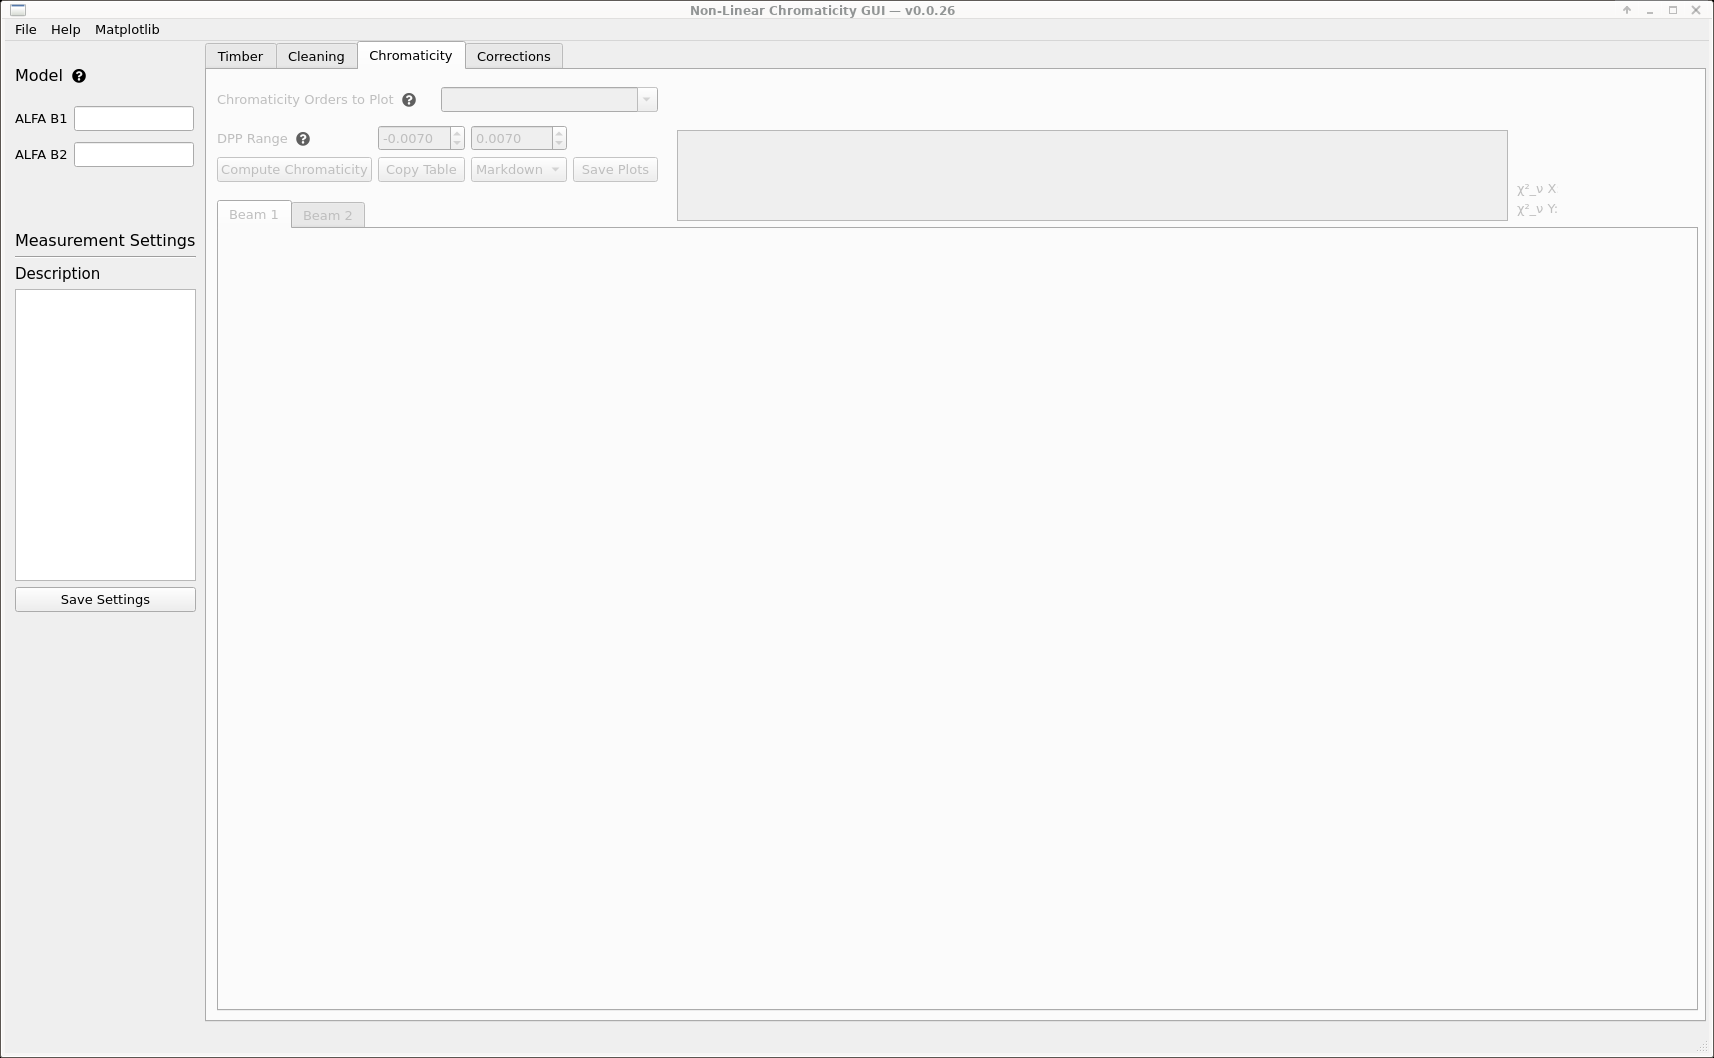 Non-Linear Chromaticity GUI — v0.0.26
File Help Matplotlib
Timber Cleaning Chromaticity Corrections
Model ?
ALFA B1
ALFA B2
Measurement Settings
Description
Save Settings
Chromaticity Orders to Plot ?
DPP Range ? -0.0070 0.0070
Compute Chromaticity Copy Table Markdown Save Plots
χ²_ν X
χ²_ν Y:
Beam 1 Beam 2